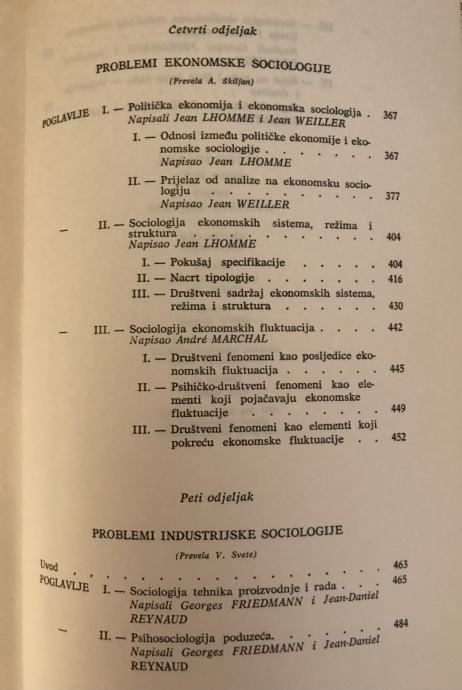 Četvrti odjeljak
PROBLEMI EKONOMSKE SOCIOLOGIJE
(Prevela A. Škiljan)
POGLAVLJE I. — Politička ekonomija i ekonomska sociologija . 367
Napisali Jean LHOMME i Jean WEILLER
I. — Odnosi između političke ekonomije i eko-
nomske sociologije . . . . . . . 367
Napisao Jean LHOMME
II. — Prijelaz od analize na ekonomsku socio-
logiju . . . . . . . . . 377
Napisao Jean WEILLER
— II. — Sociologija ekonomskih sistema, režima i
struktura . . . . . . . . . . 404
Napisao Jean LHOMME
I. — Pokušaj specifikacije . . . . . 404
II. — Nacrt tipologije . . . . . . 416
III. — Društveni sadržaj ekonomskih sistema,
režima i struktura . . . . . . 430
— III. — Sociologija ekonomskih fluktuacija . . . . 442
Napisao André MARCHAL
I. — Društveni fenomeni kao posljedice eko-
nomskih fluktuacija . . . . . . 445
II. — Psihičko-društveni fenomeni kao ele-
menti koji pojačavaju ekonomske
fluktuacije . . . . . . . 449
III. — Društveni fenomeni kao elementi koji
pokreću ekonomske fluktuacije . . 452
Peti odjeljak
PROBLEMI INDUSTRIJSKE SOCIOLOGIJE
(Prevela V. Svete)
Uvod . . . . . . . . . . . . . . 463
POGLAVLJE I. — Sociologija tehnika proizvodnje i rada . . . 465
Napisali Georges FRIEDMANN i Jean-Daniel
REYNAUD
— II. — Psihosociologija poduzeća. . . . . . . 484
Napisali Georges FRIEDMANN i Jean-Daniel
REYNAUD